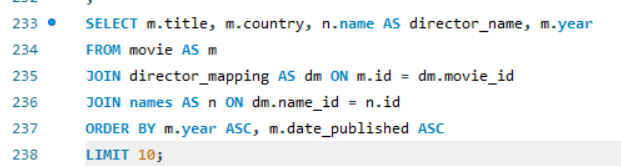 233 SELECT m.title, m.country, n.name AS director_name, m.year
234 FROM movie AS m
235 JOIN director_mapping AS dm ON m.id = dm.movie_id
236 JOIN names AS n ON dm.name_id = n.id
237 ORDER BY m.year ASC, m.date_published ASC
238 LIMIT 10;